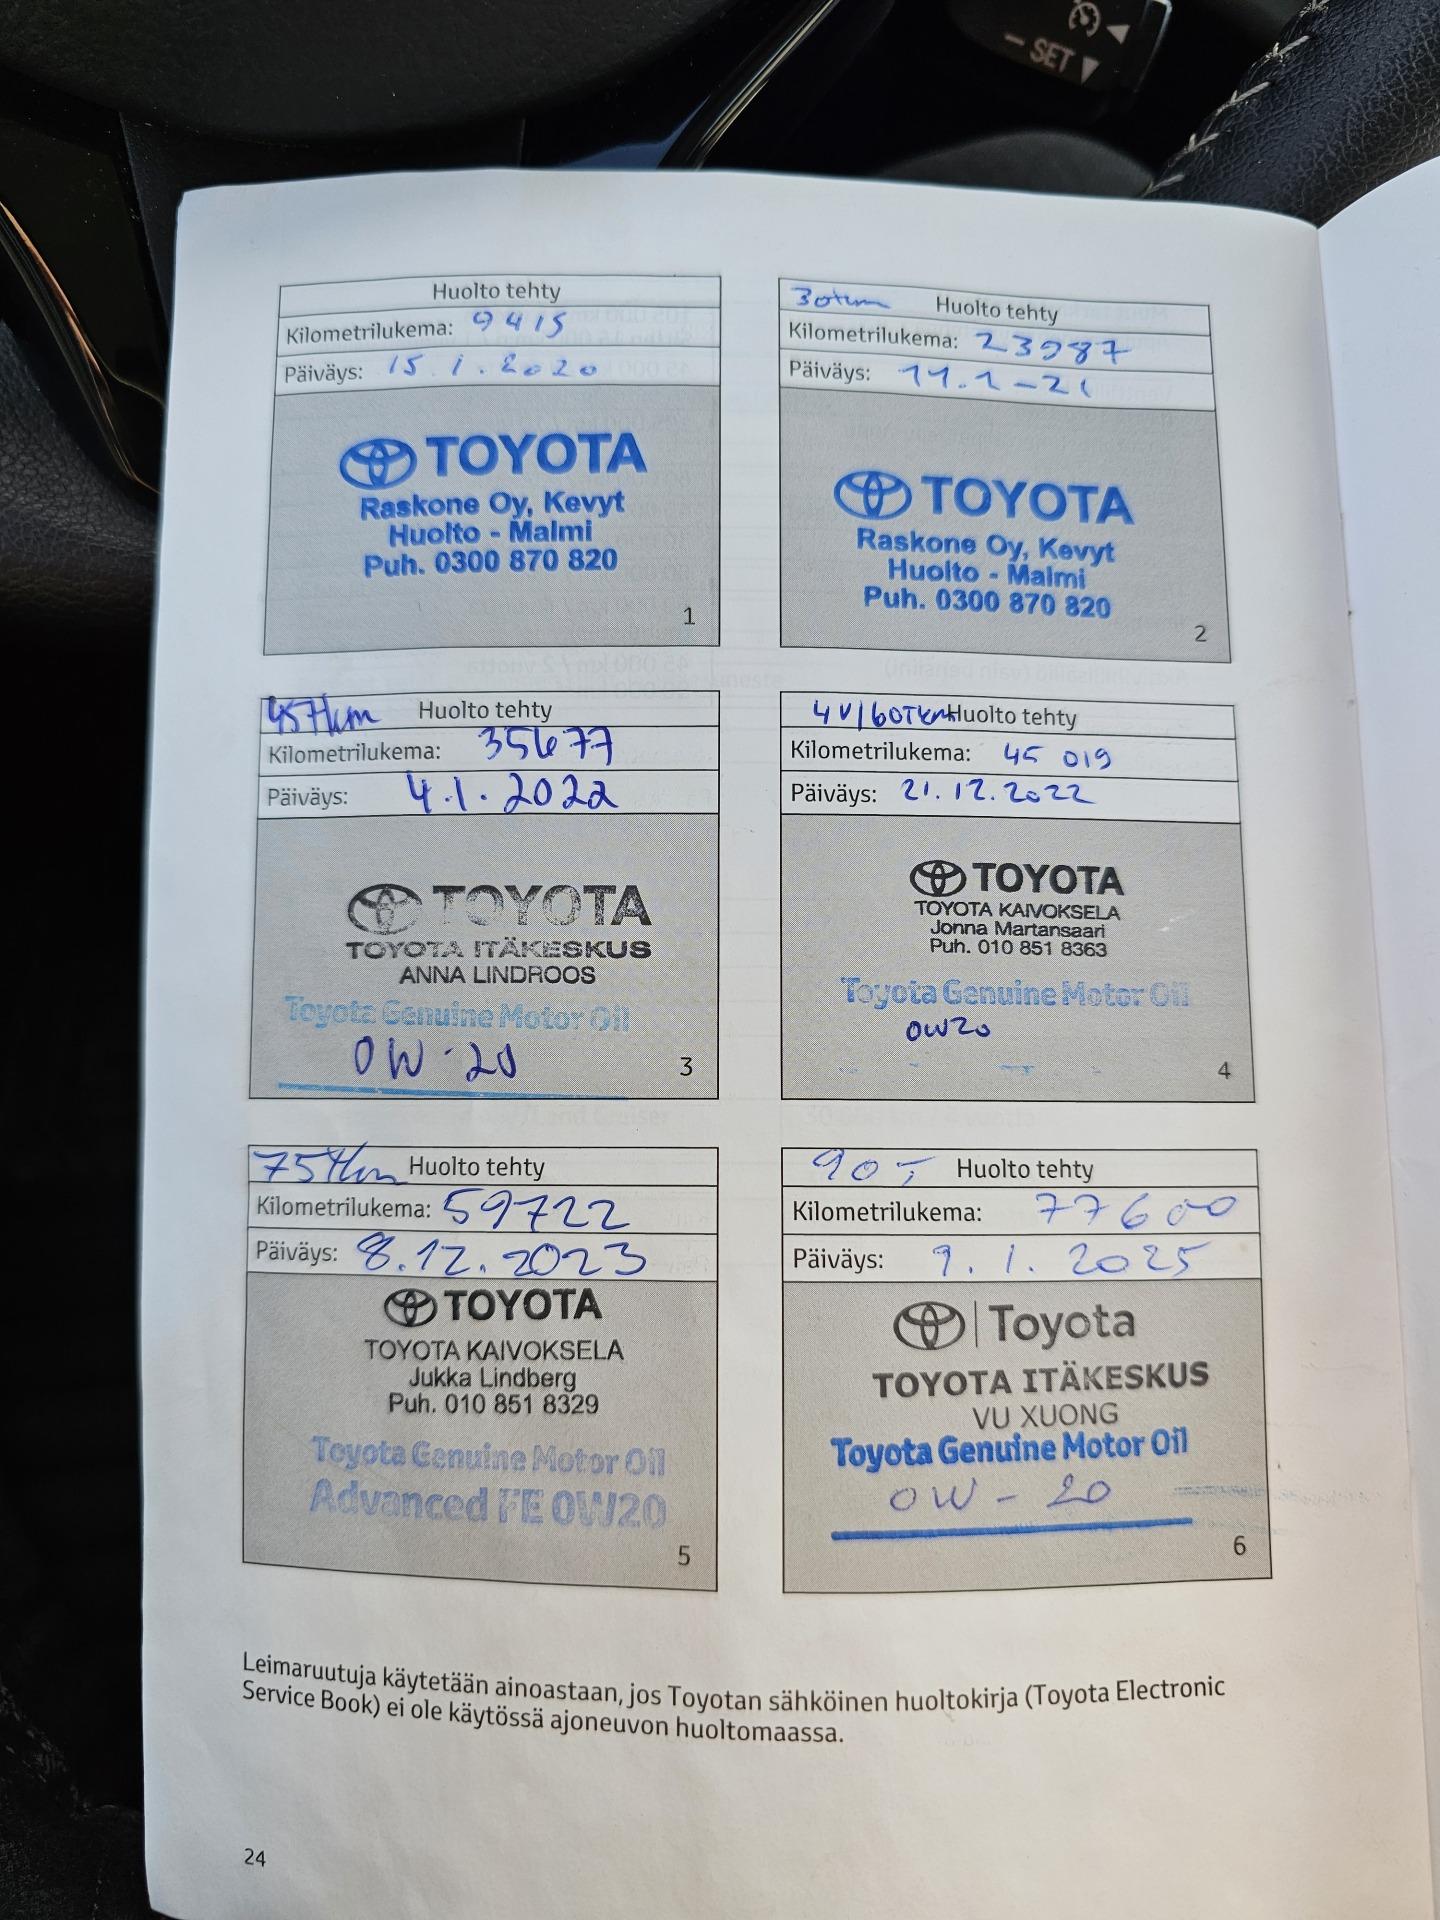 - SET
Huolto tehty
Kilometrilukema: 9415
Päiväys: 15.1.2020
TOYOTA
Raskone Oy, Kevyt
Huolto - Malmi
Puh. 0300 870 820
1
30tkm Huolto tehty
Kilometrilukema: 23987
Päiväys: 11.1-21
TOYOTA
Raskone Oy, Kevyt
Huolto - Malmi
Puh. 0300 870 820
2
45tkm Huolto tehty
Kilometrilukema: 35677
Päiväys: 4.1.2022
TOYOTA
TOYOTA ITÄKESKUS
ANNA LINDROOS
Toyota Genuine Motor Oil
0W-20
3
4V/60TKM Huolto tehty
Kilometrilukema: 45 019
Päiväys: 21.12.2022
TOYOTA
TOYOTA KAIVOKSELA
Jonna Martansaari
Puh. 010 851 8363
Toyota Genuine Motor Oil
0W20
4
75tkm Huolto tehty
Kilometrilukema: 59722
Päiväys: 8.12.2023
TOYOTA
TOYOTA KAIVOKSELA
Jukka Lindberg
Puh. 010 851 8329
Toyota Genuine Motor Oil
Advanced FE 0W20
5
90T Huolto tehty
Kilometrilukema: 77600
Päiväys: 9.1.2025
Toyota
TOYOTA ITÄKESKUS
VU XUONG
Toyota Genuine Motor Oil
0W-20
6
Leimaruutuja käytetään ainoastaan, jos Toyotan sähköinen huoltokirja (Toyota Electronic
Service Book) ei ole käytössä ajoneuvon huoltomaassa.
24